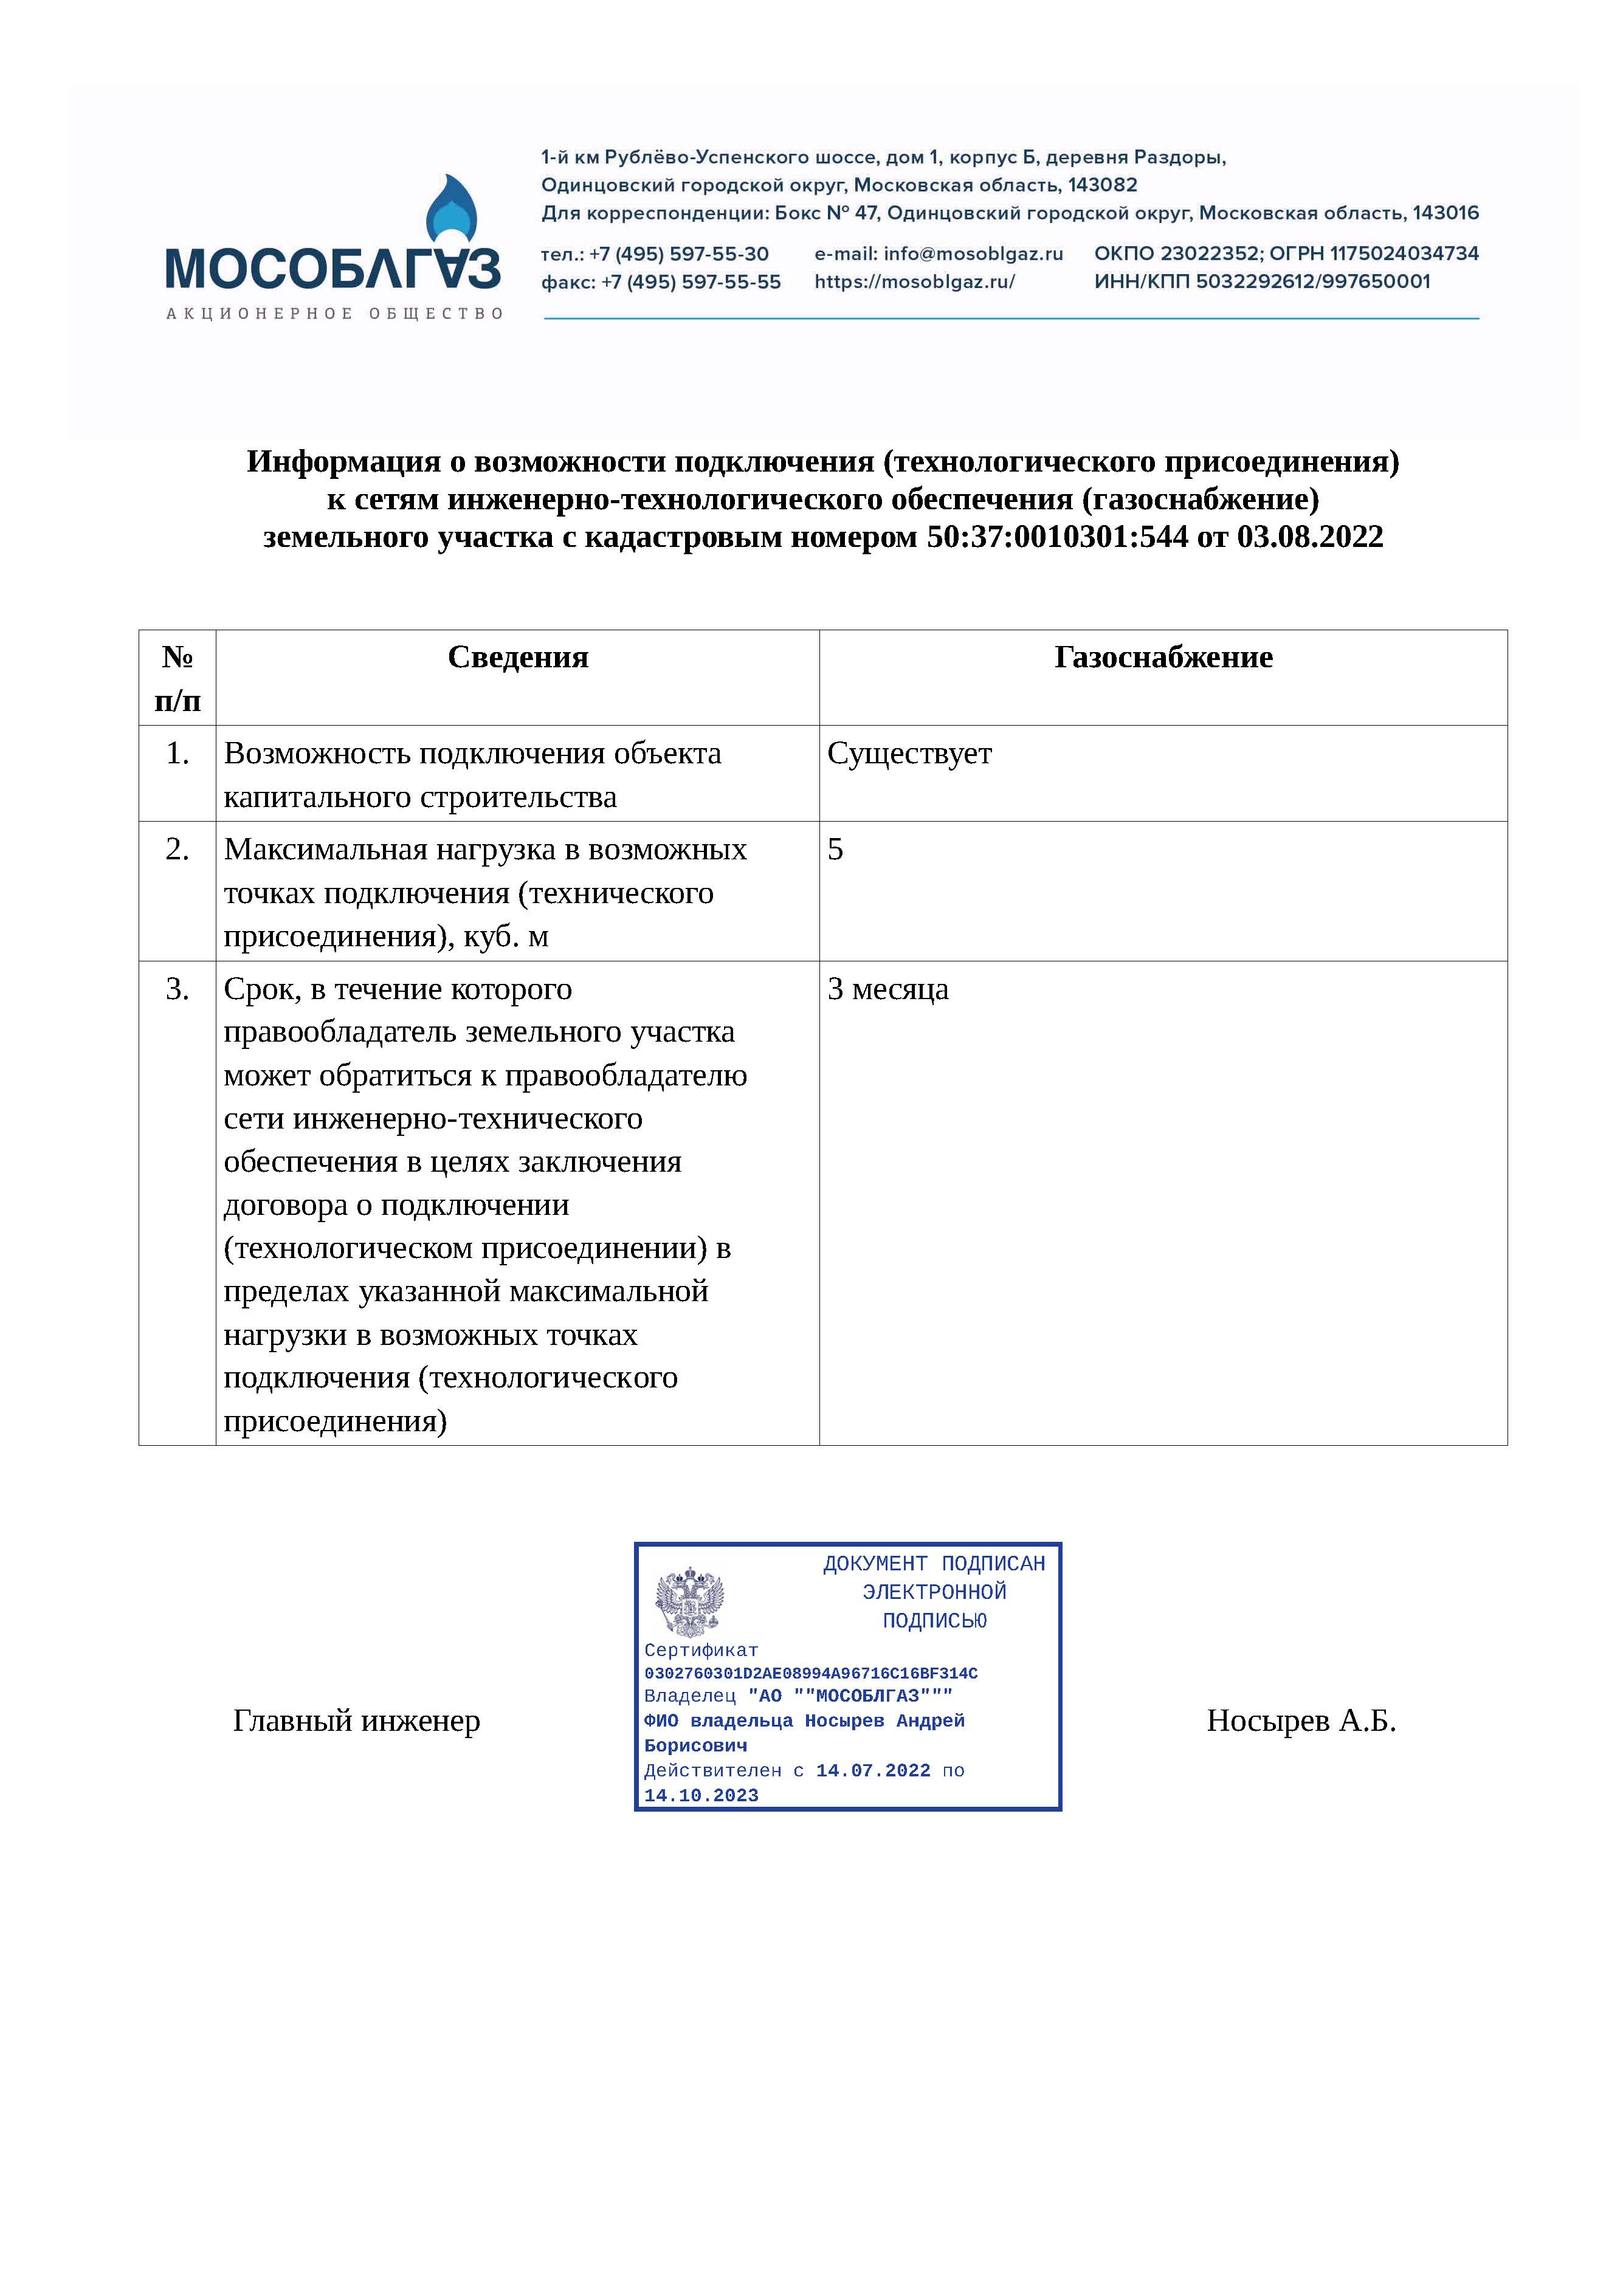 1-й км Рублёво-Успенского шоссе, дом 1, корпус Б, деревня Раздоры,
Одинцовский городской округ, Московская область, 143082
Для корреспонденции: Бокс № 47, Одинцовский городской округ, Московская область, 143016
МОСОБЛГАЗ
АКЦИОНЕРНОЕ ОБЩЕСТВО
тел.: +7 (495) 597-55-30 e-mail: info@mosoblgaz.ru ОКПО 23022352; ОГРН 1175024034734
факс: +7 (495) 597-55-55 https://mosoblgaz.ru/ ИНН/КПП 5032292612/997650001
Информация о возможности подключения (технологического присоединения)
к сетям инженерно-технологического обеспечения (газоснабжение)
земельного участка с кадастровым номером 50:37:0010301:544 от 03.08.2022
№ Сведения Газоснабжение
п/п
1. Возможность подключения объекта Существует
капитального строительства
2. Максимальная нагрузка в возможных 5
точках подключения (технического
присоединения), куб. м
3. Срок, в течение которого 3 месяца
правообладатель земельного участка
может обратиться к правообладателю
сети инженерно-технического
обеспечения в целях заключения
договора о подключении
(технологическом присоединении) в
пределах указанной максимальной
нагрузки в возможных точках
подключения (технологического
присоединения)
ДОКУМЕНТ ПОДПИСАН
ЭЛЕКТРОННОЙ
ПОДПИСЬЮ
Сертификат
0302760301D2AE08994A96716C16BF314C
Владелец "АО ""МОСОБЛГАЗ"""
ФИО владельца Носырев Андрей
Борисович
Действителен с 14.07.2022 по
14.10.2023
Главный инженер
Носырев А.Б.